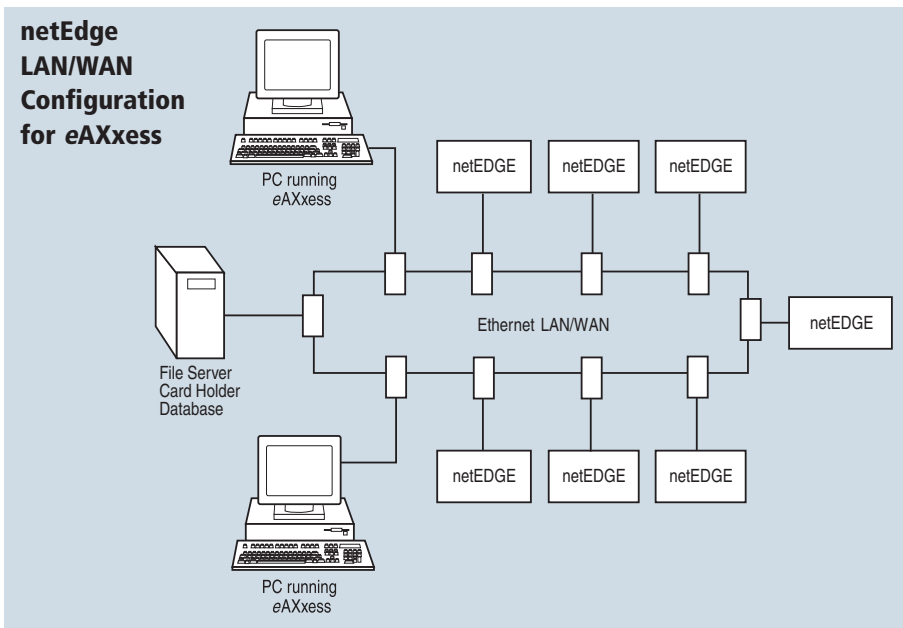 netEdge
LAN/WAN
Configuration
for eAXxess
PC running
eAXxess
netEDGE
netEDGE
netEDGE
Ethernet LAN/WAN
netEDGE
File Server
Card Holder
Database
netEDGE
netEDGE
netEDGE
PC running
eAXxess